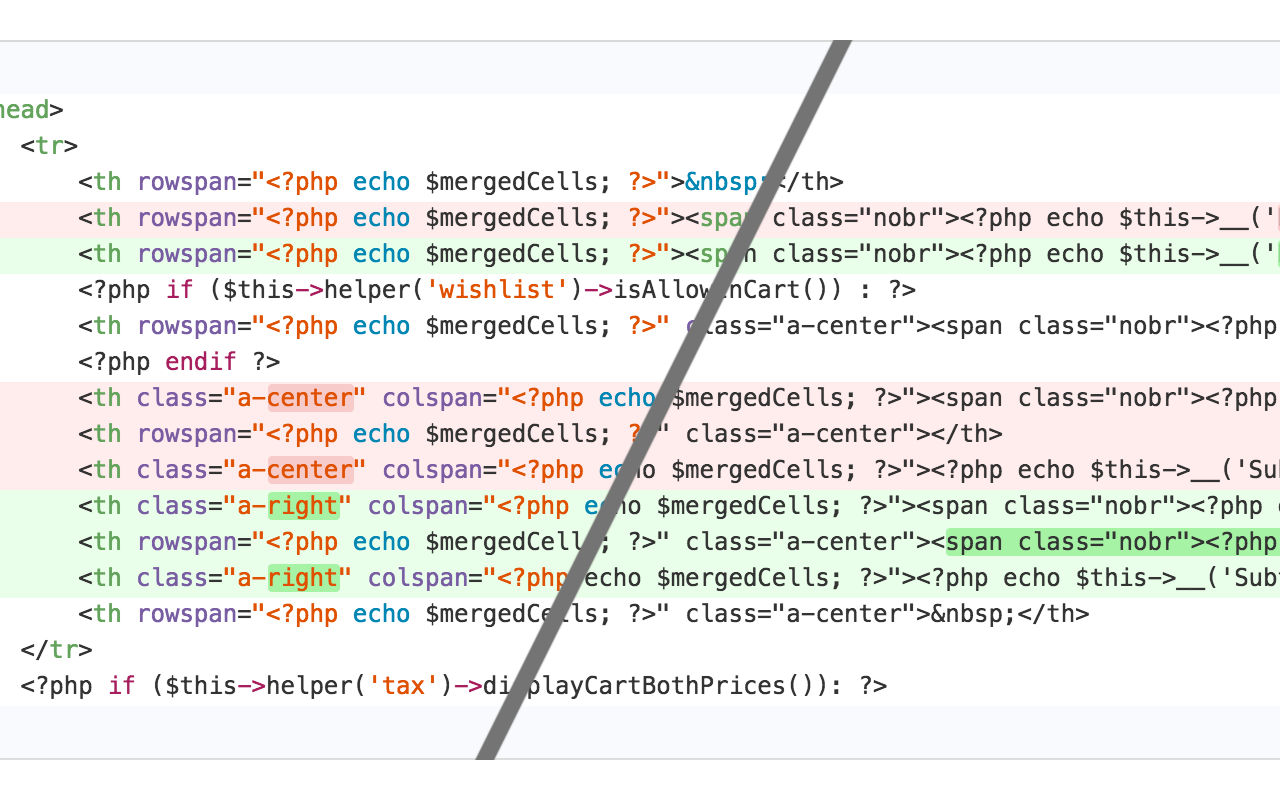 head>
<tr>
<th rowspan="<?php echo $mergedCells; ?>">&nbsp;</th>
<th rowspan="<?php echo $mergedCells; ?>"><span class="nobr"><?php echo $this->__('
<th rowspan="<?php echo $mergedCells; ?>"><span class="nobr"><?php echo $this->__('
<?php if ($this->helper('wishlist')->isAllowInCart()) : ?>
<th rowspan="<?php echo $mergedCells; ?>" class="a-center"><span class="nobr"><?php
<?php endif ?>
<th class="a-center" colspan="<?php echo $mergedCells; ?>"><span class="nobr"><?php
<th rowspan="<?php echo $mergedCells; ?>" class="a-center"></th>
<th class="a-center" colspan="<?php echo $mergedCells; ?>"><?php echo $this->__('Sub
<th class="a-right" colspan="<?php echo $mergedCells; ?>"><span class="nobr"><?php e
<th rowspan="<?php echo $mergedCells; ?>" class="a-center"><span class="nobr"><?php
<th class="a-right" colspan="<?php echo $mergedCells; ?>"><?php echo $this->__('Subt
<th rowspan="<?php echo $mergedCells; ?>" class="a-center">&nbsp;</th>
</tr>
<?php if ($this->helper('tax')->displayCartBothPrices()): ?>